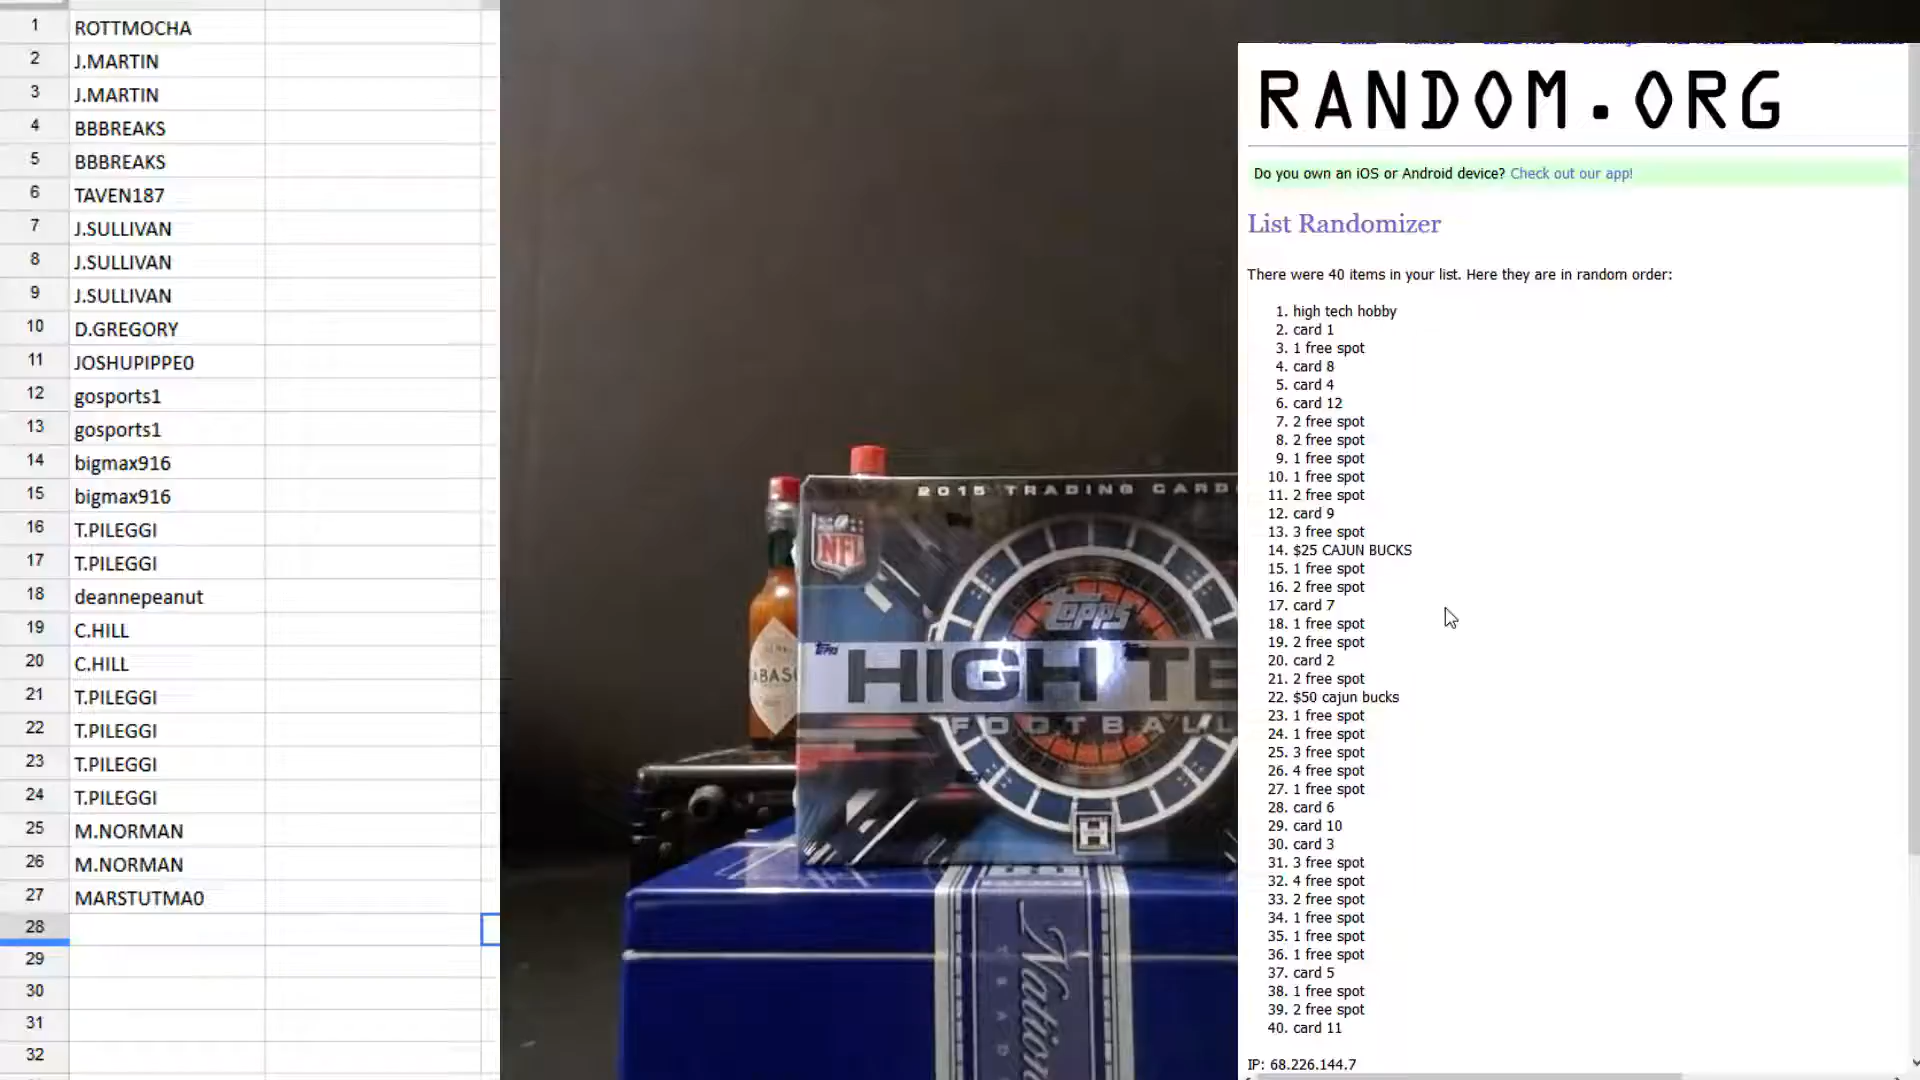 1 ROTTMOCHA
2 J.MARTIN
3 J.MARTIN
4 BBBREAKS
5 BBBREAKS
6 TAVEN187
7 J.SULLIVAN
8 J.SULLIVAN
9 J.SULLIVAN
10 D.GREGORY
11 JOSHUPIPPE0
12 gosports1
13 gosports1
14 bigmax916
15 bigmax916
16 T.PILEGGI
17 T.PILEGGI
18 deannepeanut
19 C.HILL
20 C.HILL
21 T.PILEGGI
22 T.PILEGGI
23 T.PILEGGI
24 T.PILEGGI
25 M.NORMAN
26 M.NORMAN
27 MARSTUTMA0
28
29
30
31
32
2015 TRADING CARD
NFL
TOPPS
HIGH TE
FOOTBALL
H
ABAS
Nation
RANDOM.ORG
Do you own an iOS or Android device? Check out our app!
List Randomizer
There were 40 items in your list. Here they are in random order:
1. high tech hobby
2. card 1
3. 1 free spot
4. card 8
5. card 4
6. card 12
7. 2 free spot
8. 2 free spot
9. 1 free spot
10. 1 free spot
11. 2 free spot
12. card 9
13. 3 free spot
14. $25 CAJUN BUCKS
15. 1 free spot
16. 2 free spot
17. card 7
18. 1 free spot
19. 2 free spot
20. card 2
21. 2 free spot
22. $50 cajun bucks
23. 1 free spot
24. 1 free spot
25. 3 free spot
26. 4 free spot
27. 1 free spot
28. card 6
29. card 10
30. card 3
31. 3 free spot
32. 4 free spot
33. 2 free spot
34. 1 free spot
35. 1 free spot
36. 1 free spot
37. card 5
38. 1 free spot
39. 2 free spot
40. card 11
IP: 68.226.144.7